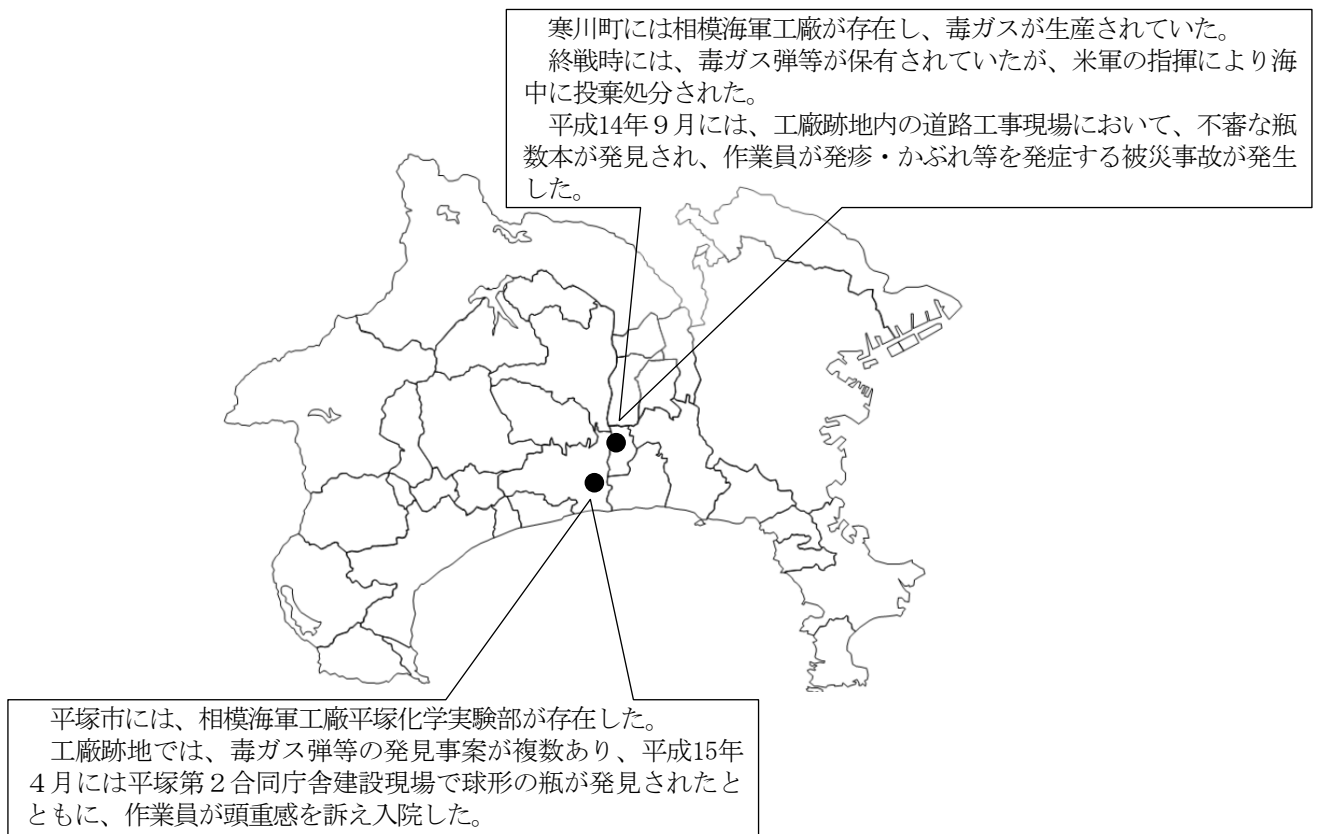 寒川町には相模海軍工廠が存在し、毒ガスが生産されていた。
終戦時には、毒ガス弾等が保有されていたが、米軍の指揮により海
中に投棄処分された。
平成14年９月には、工廠跡地内の道路工事現場において、不審な瓶
数本が発見され、作業員が発疹・かぶれ等を発症する被災事故が発生
した。
平塚市には、相模海軍工廠平塚化学実験部が存在した。
工廠跡地では、毒ガス弾等の発見事案が複数あり、平成15年
４月には平塚第２合同庁舎建設現場で球形の瓶が発見されたと
ともに、作業員が頭重感を訴え入院した。